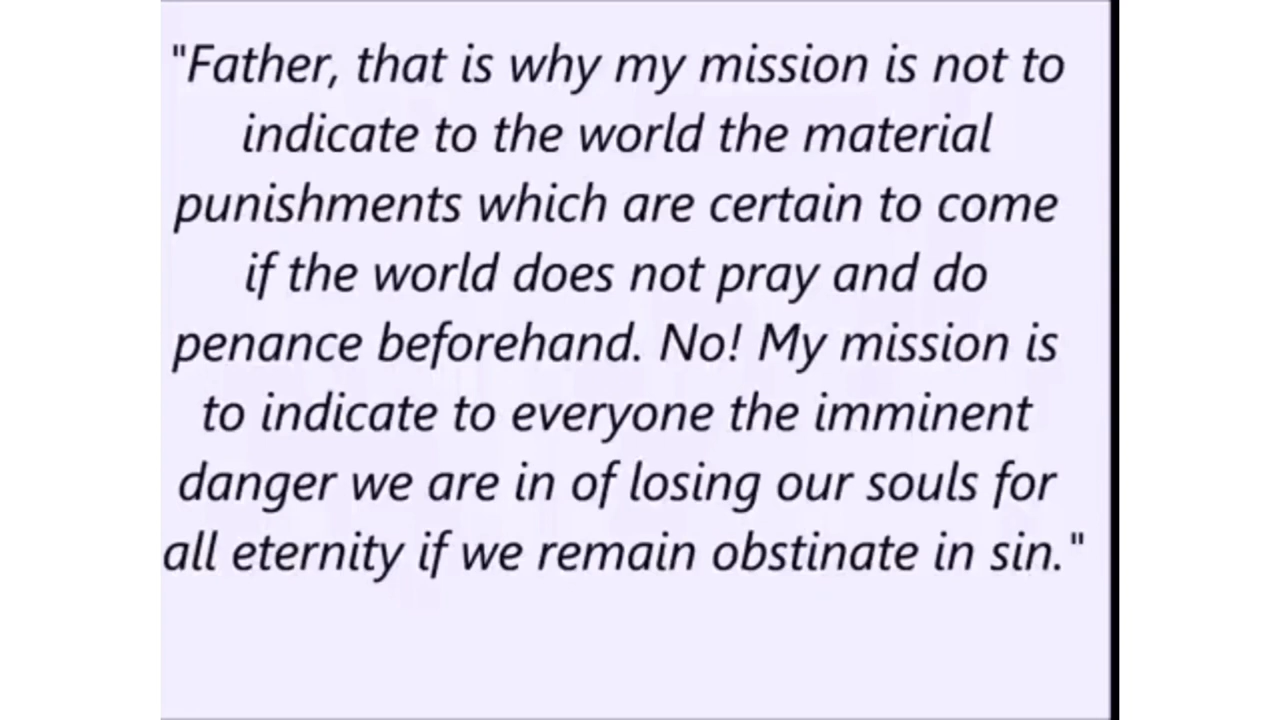 "Father, that is why my mission is not to
indicate to the world the material
punishments which are certain to come
if the world does not pray and do
penance beforehand. No! My mission is
to indicate to everyone the imminent
danger we are in of losing our souls for
all eternity if we remain obstinate in sin."